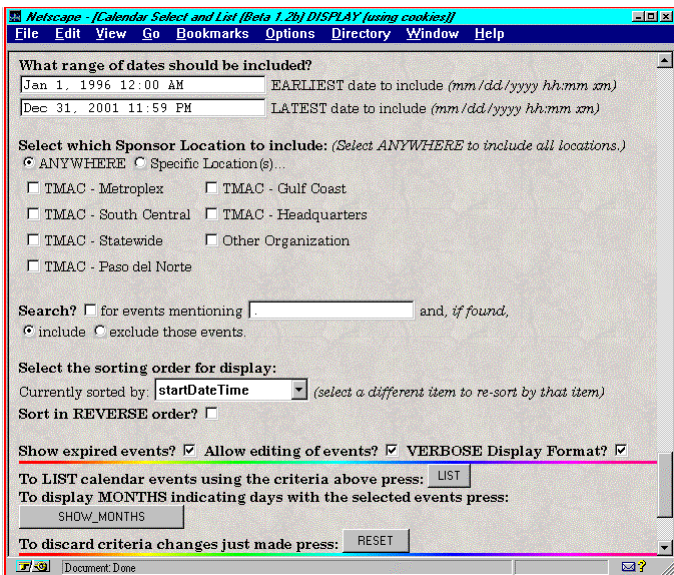 Netscape - [Calendar Select and List (Beta 1.2b) DISPLAY (using cookies)]
File Edit View Go Bookmarks Options Directory Window Help
What range of dates should be included?
Jan 1, 1996 12:00 AM EARLIEST date to include (mm/dd/yyyy hh:mm xm)
Dec 31, 2001 11:59 PM LATEST date to include (mm/dd/yyyy hh:mm xm)
Select which Sponsor Location to include: (Select ANYWHERE to include all locations.)
ANYWHERE Specific Location(s)...
TMAC - Metroplex TMAC - Gulf Coast
TMAC - South Central TMAC - Headquarters
TMAC - Statewide Other Organization
TMAC - Paso del Norte
Search? for events mentioning . and, if found,
include exclude those events.
Select the sorting order for display:
Currently sorted by: startDateTime (select a different item to re-sort by that item)
Sort in REVERSE order?
Show expired events? Allow editing of events? VERBOSE Display Format?
To LIST calendar events using the criteria above press: LIST
To display MONTHS indicating days with the selected events press:
SHOW_MONTHS
To discard criteria changes just made press: RESET
Document: Done